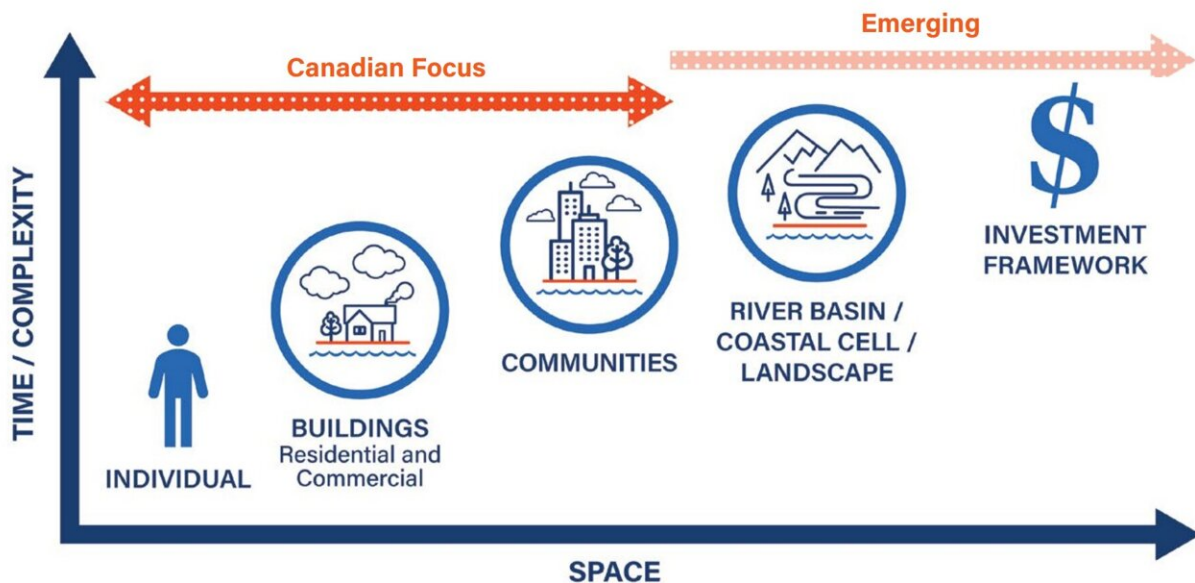 Emerging
Canadian Focus
TIME / COMPLEXITY
INDIVIDUAL
BUILDINGS
Residential and
Commercial
COMMUNITIES
RIVER BASIN /
COASTAL CELL /
LANDSCAPE
$
INVESTMENT
FRAMEWORK
SPACE